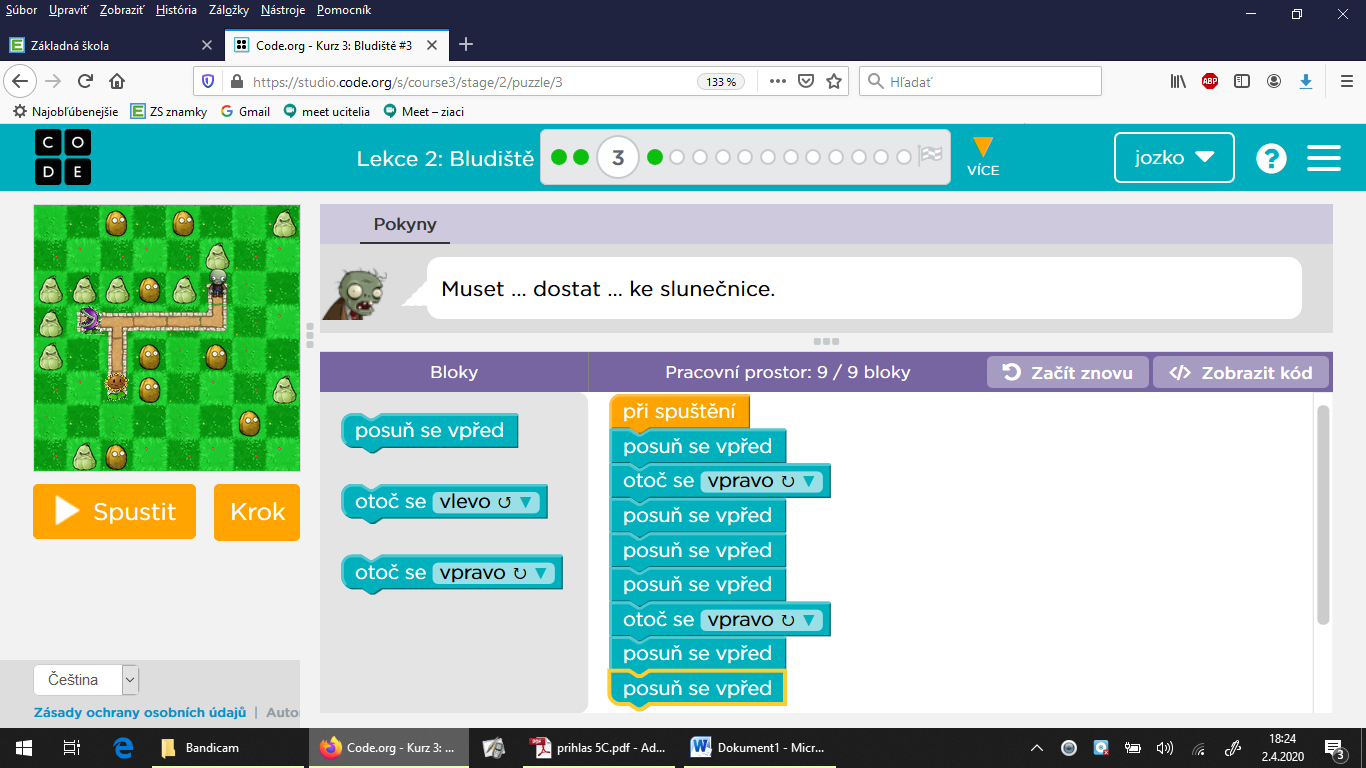 Súbor Upraviť Zobraziť História Záložky Nástroje Pomocník
Základná škola
Code.org - Kurz 3: Bludiště #3
https://studio.code.org/s/course3/stage/2/puzzle/3
133 %
Hľadať
ABP
Najobľúbenejšie ZS znamky Gmail meet ucitelia Meet – ziaci
C O
D E
Lekce 2: Bludiště
3
VÍCE
jozko
?
Pokyny
Muset ... dostat ... ke slunečnice.
Bloky
Pracovní prostor: 9 / 9 bloky
Začít znovu
Zobrazit kód
posuň se vpřed
otoč se vlevo
otoč se vpravo
při spuštění
posuň se vpřed
otoč se vpravo
posuň se vpřed
posuň se vpřed
posuň se vpřed
otoč se vpravo
posuň se vpřed
posuň se vpřed
Spustit
Krok
Čeština
Zásady ochrany osobních údajů | Auto
Bandicam
Code.org - Kurz 3: ...
prihlas 5C.pdf - Ad...
Dokument1 - Micr...
18:24
2.4.2020
3